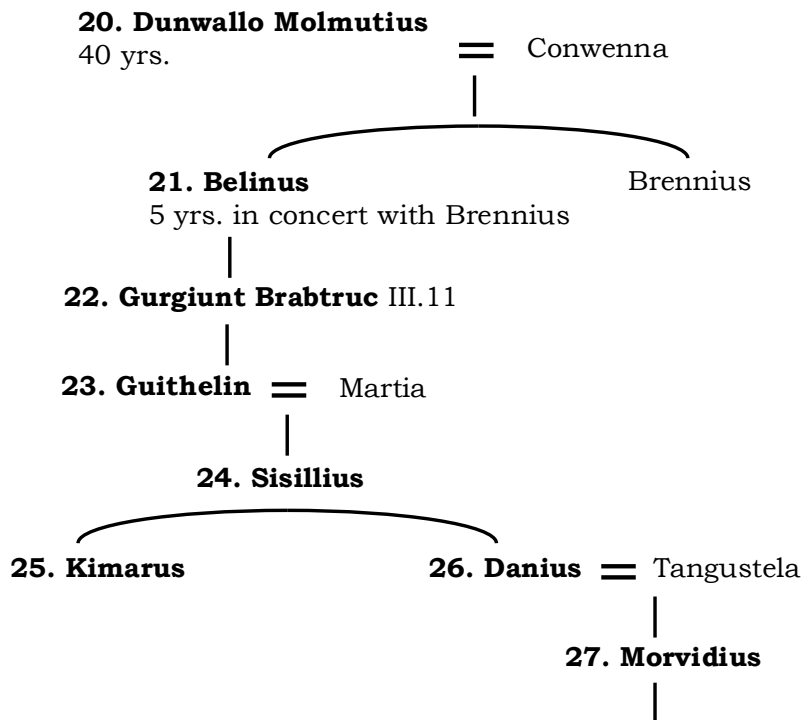 20. Dunwallo Molmutius
40 yrs.
Conwenna
21. Belinus
Brennius
5 yrs. in concert with Brennius
22. Gurgiunt Brabtruc III.11
23. Guithelin
Martia
24. Sisillius
25. Kimarus
26. Danius
Tangustela
27. Morvidius